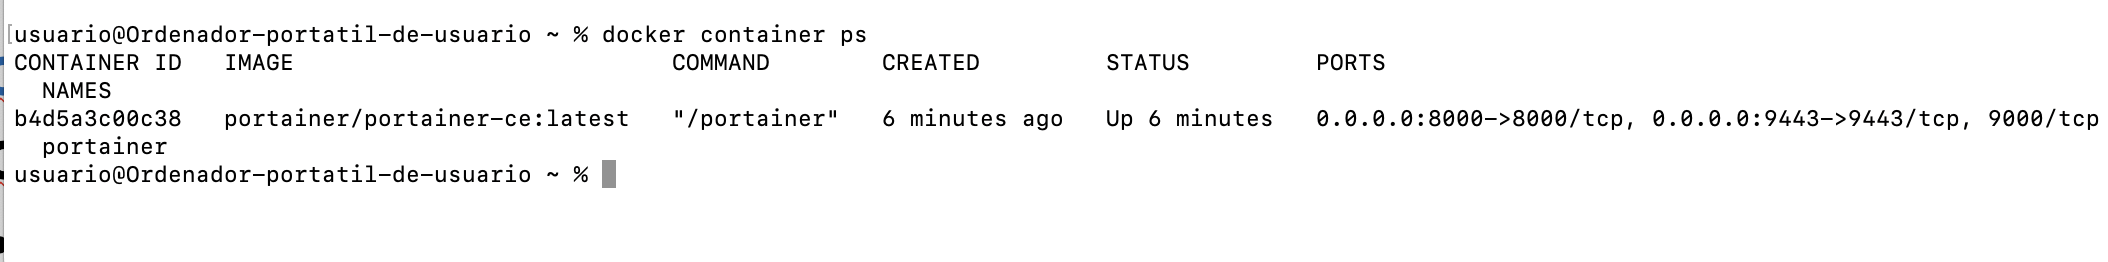 [usuario@Ordenador-portatil-de-usuario ~ % docker container ps
CONTAINER ID   IMAGE                           COMMAND        CREATED         STATUS         PORTS
  NAMES
b4d5a3c00c38   portainer/portainer-ce:latest   "/portainer"   6 minutes ago   Up 6 minutes   0.0.0.0:8000->8000/tcp, 0.0.0.0:9443->9443/tcp, 9000/tcp
  portainer
usuario@Ordenador-portatil-de-usuario ~ %